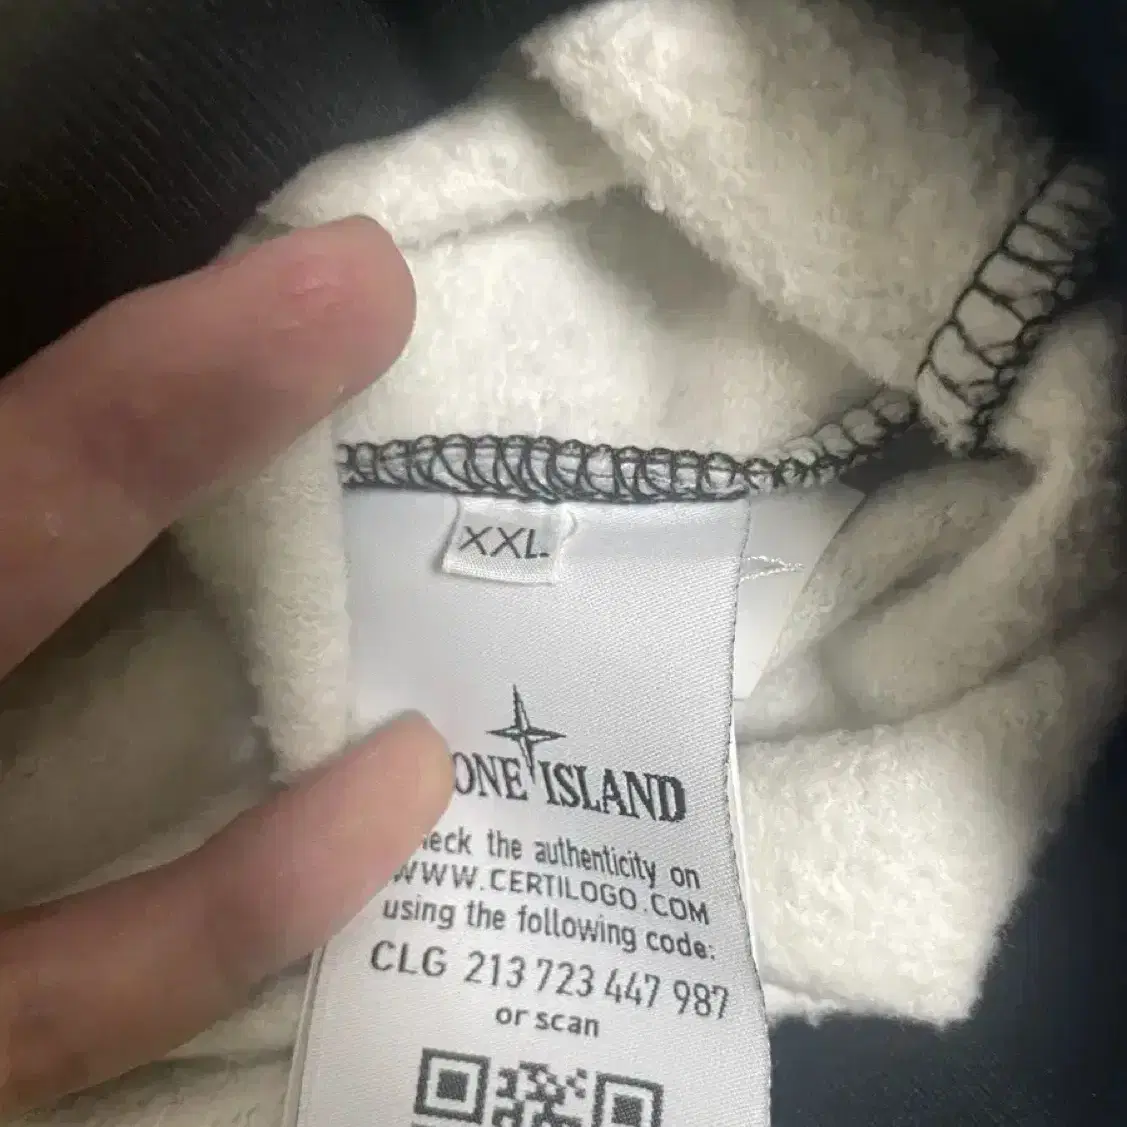 XXL
ONE ISLAND
eck the authenticity on
WWW.CERTILOGO.COM
using the following code:
CLG 213 723 447 987
or scan